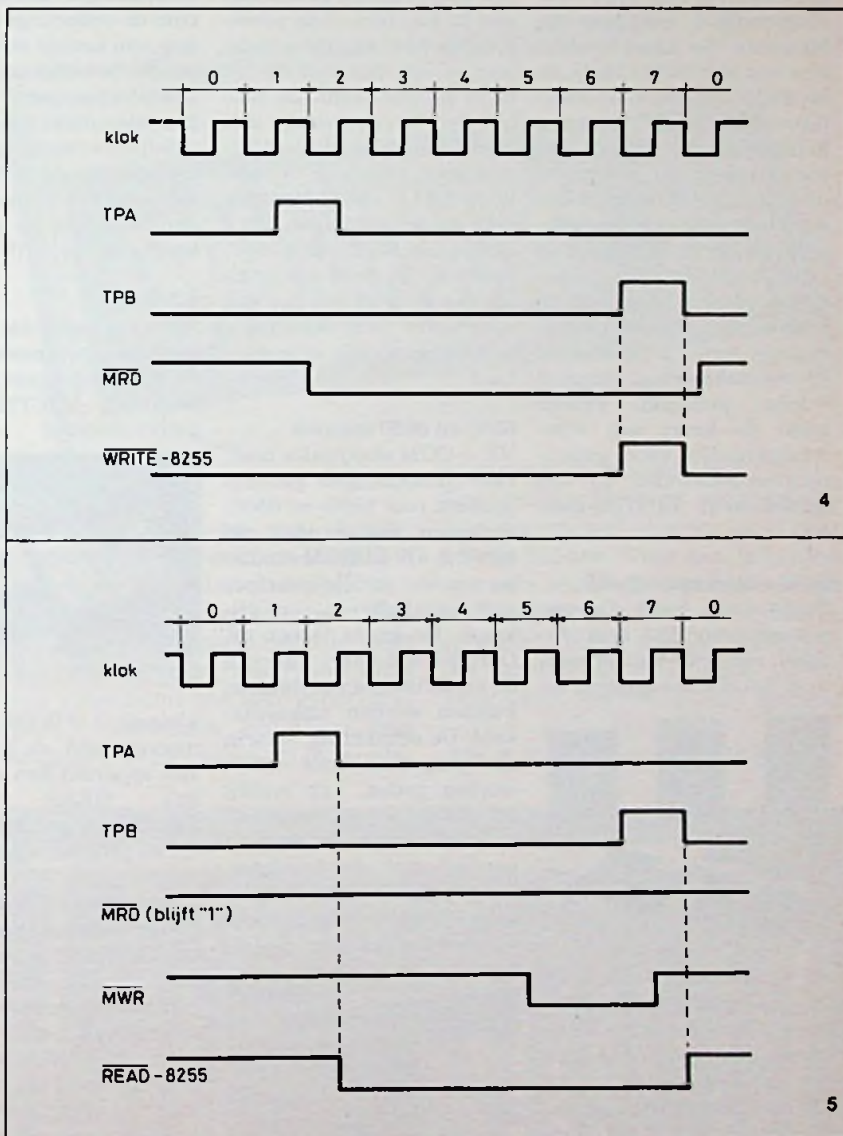 0 1 2 3 4 5 6 7 0
klok
TPA
TPB
MRD
WRITE-8255
4
0 1 2 3 4 5 6 7 0
klok
TPA
TPB
MRD (blijft "1")
MWR
READ-8255
5